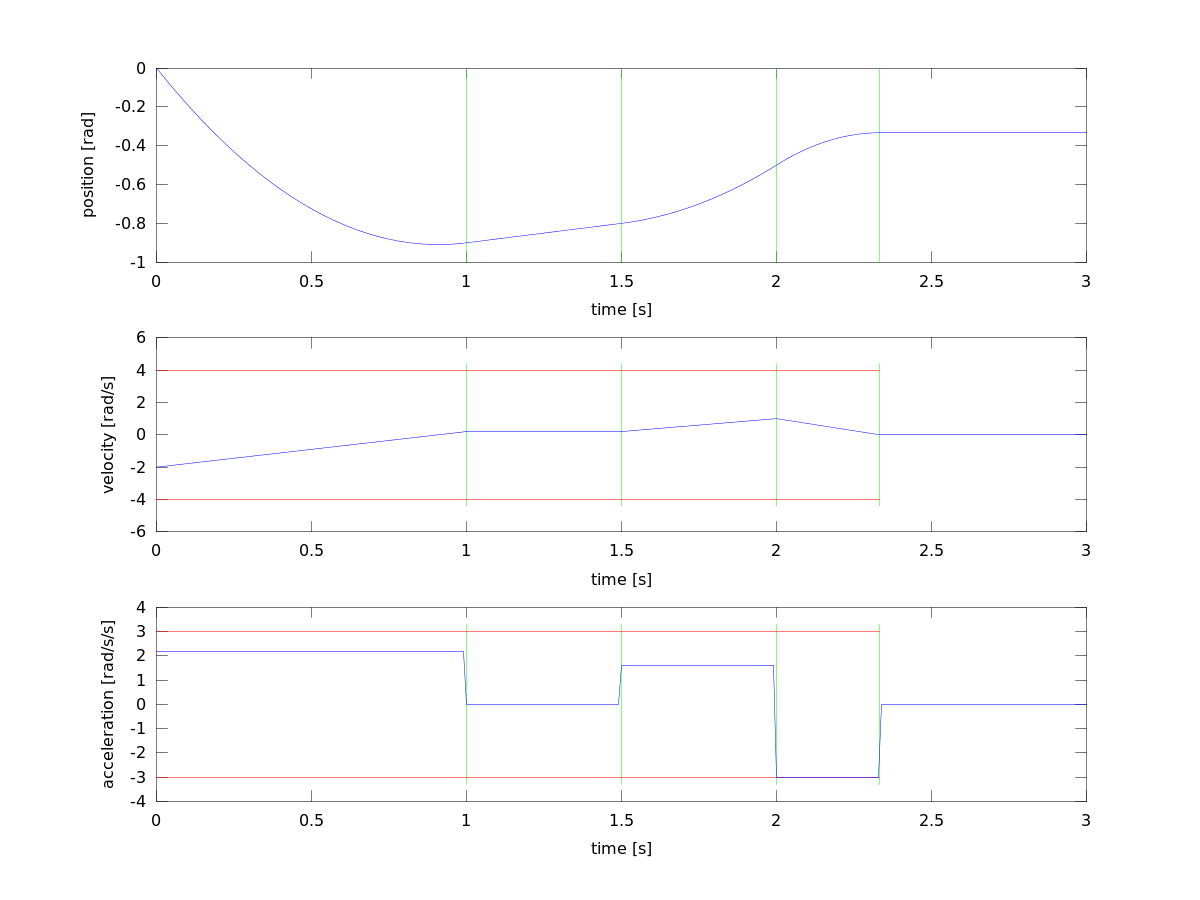 position [rad]
0
-0.2
-0.4
-0.6
-0.8
-1
0 0.5 1 1.5 2 2.5 3
time [s]
velocity [rad/s]
6
4
2
0
-2
-4
-6
0 0.5 1 1.5 2 2.5 3
time [s]
acceleration [rad/s/s]
4
3
2
1
0
-1
-2
-3
-4
0 0.5 1 1.5 2 2.5 3
time [s]